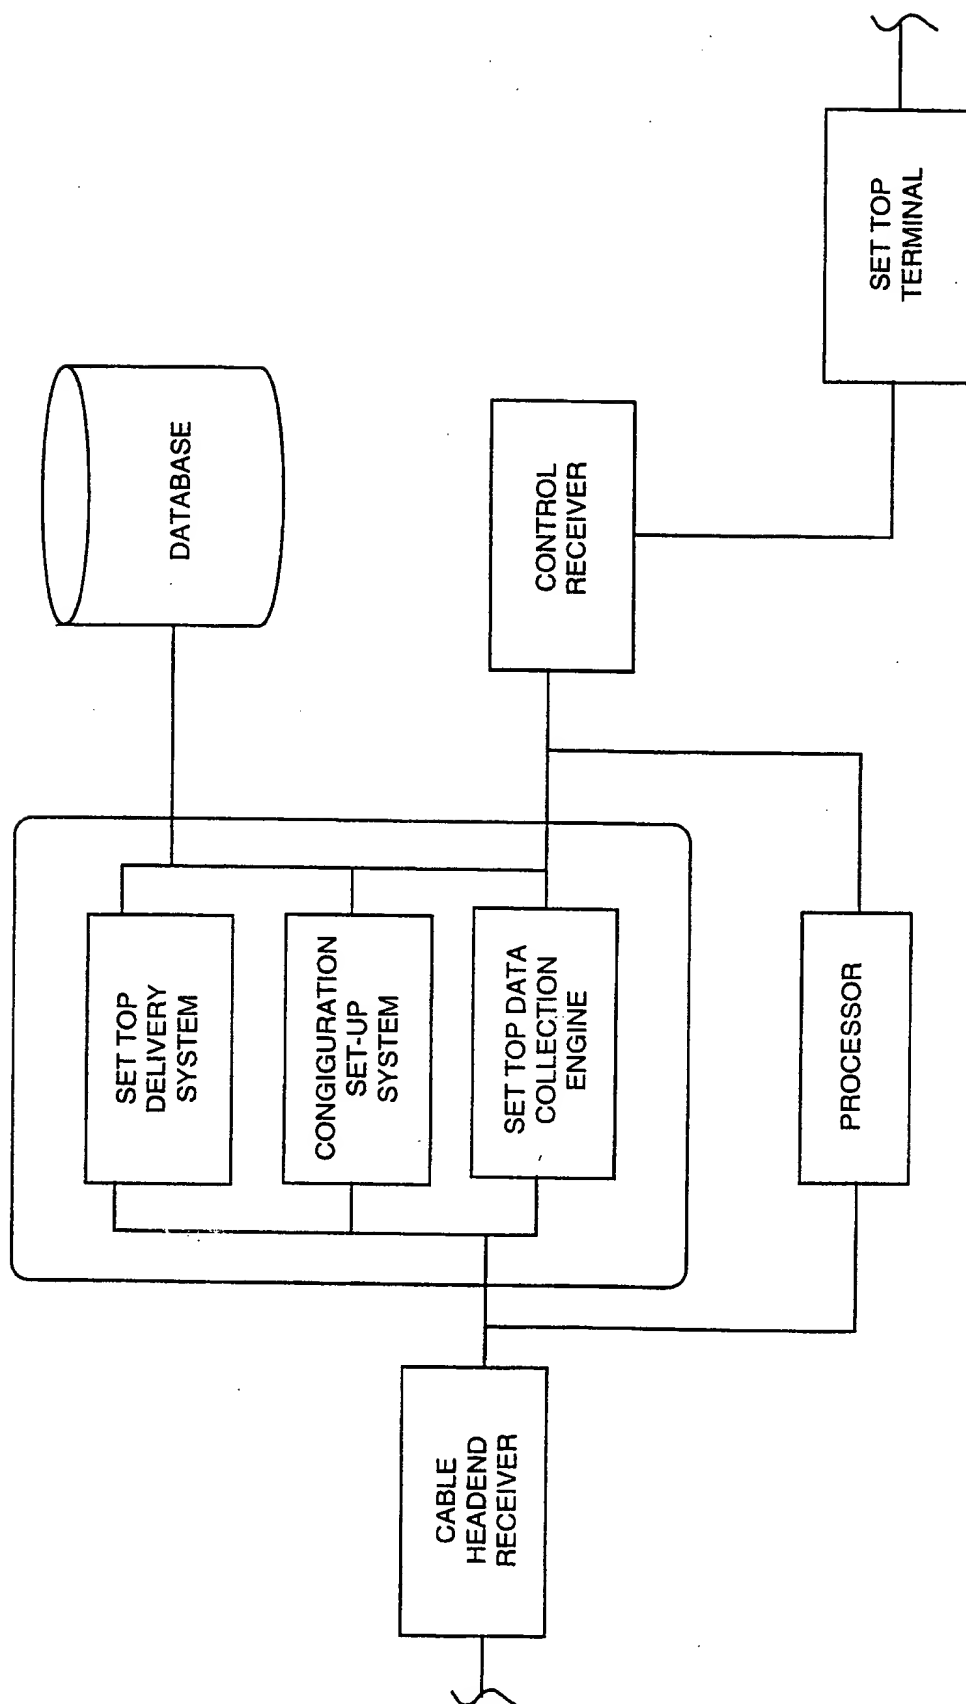 CABLE
HEADEND
RECEIVER
SET TOP
DELIVERY
SYSTEM
CONGIGURATION
SET-UP
SYSTEM
SET TOP DATA
COLLECTION
ENGINE
PROCESSOR
DATABASE
CONTROL
RECEIVER
SET TOP
TERMINAL